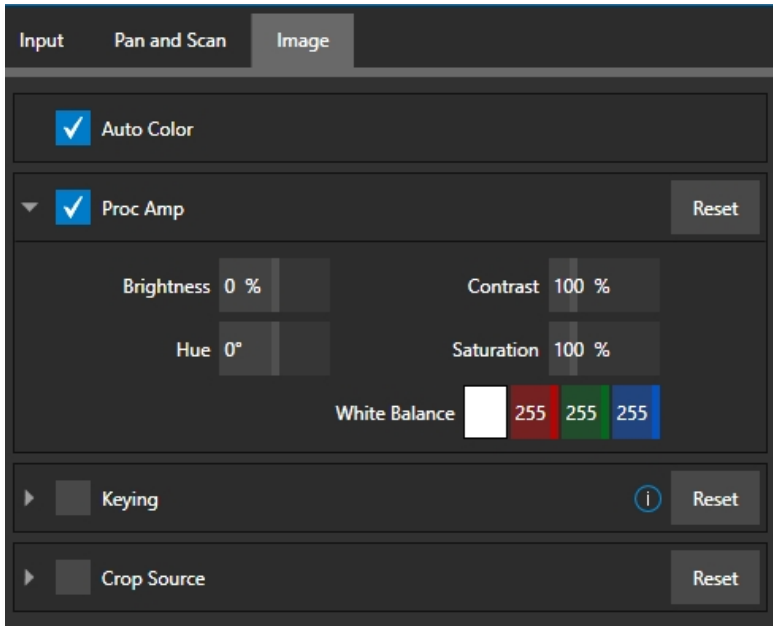 Input Pan and Scan Image
Auto Color
Proc Amp Reset
Brightness 0 % Contrast 100 %
Hue 0° Saturation 100 %
White Balance 255 255 255
Keying i Reset
Crop Source Reset